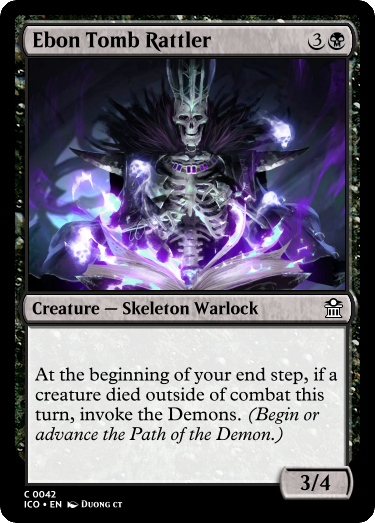 Ebon Tomb Rattler 3
Creature — Skeleton Warlock
At the beginning of your end step, if a
creature died outside of combat this
turn, invoke the Demons. (Begin or
advance the Path of the Demon.)
3/4
C 0042
ICO • EN Duong ct